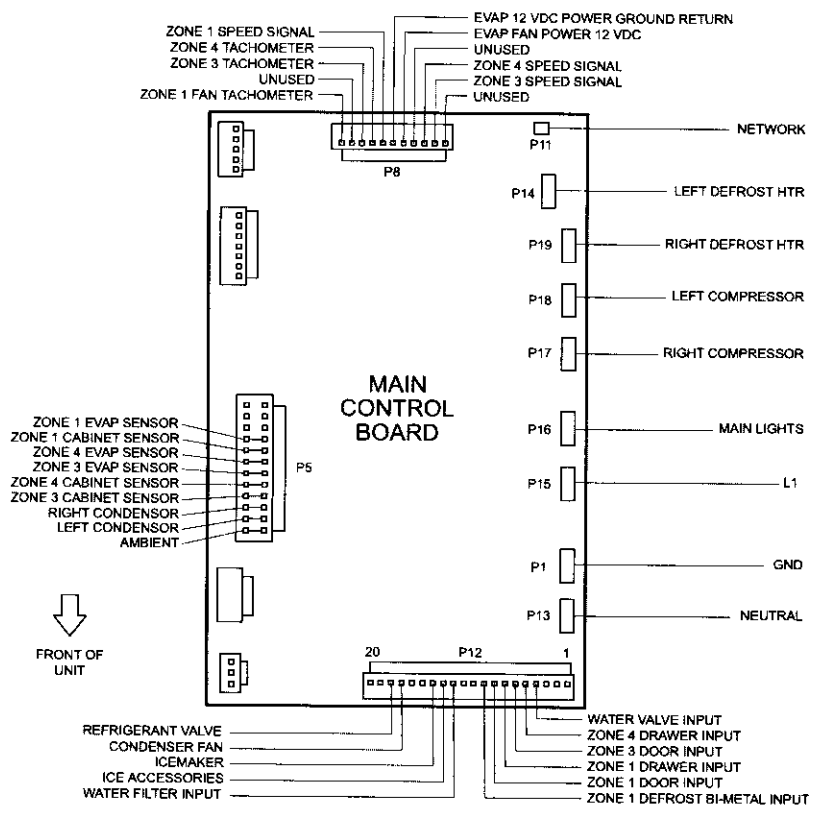 EVAP 12 VDC POWER GROUND RETURN
ZONE 1 SPEED SIGNAL
EVAP FAN POWER 12 VDC
ZONE 4 TACHOMETER
UNUSED
ZONE 3 TACHOMETER
ZONE 4 SPEED SIGNAL
UNUSED
ZONE 3 SPEED SIGNAL
ZONE 1 FAN TACHOMETER
UNUSED
P8
P11
NETWORK
P14
LEFT DEFROST HTR
P19
RIGHT DEFROST HTR
P18
LEFT COMPRESSOR
P17
RIGHT COMPRESSOR
MAIN
CONTROL
BOARD
P16
MAIN LIGHTS
P15
L1
ZONE 1 EVAP SENSOR
ZONE 1 CABINET SENSOR
ZONE 4 EVAP SENSOR
ZONE 3 EVAP SENSOR
ZONE 4 CABINET SENSOR
ZONE 3 CABINET SENSOR
RIGHT CONDENSOR
LEFT CONDENSOR
AMBIENT
P5
P1
GND
P13
NEUTRAL
FRONT OF
UNIT
20
P12
1
REFRIGERANT VALVE
CONDENSER FAN
ICEMAKER
ICE ACCESSORIES
WATER FILTER INPUT
WATER VALVE INPUT
ZONE 4 DRAWER INPUT
ZONE 3 DOOR INPUT
ZONE 1 DRAWER INPUT
ZONE 1 DOOR INPUT
ZONE 1 DEFROST BI-METAL INPUT